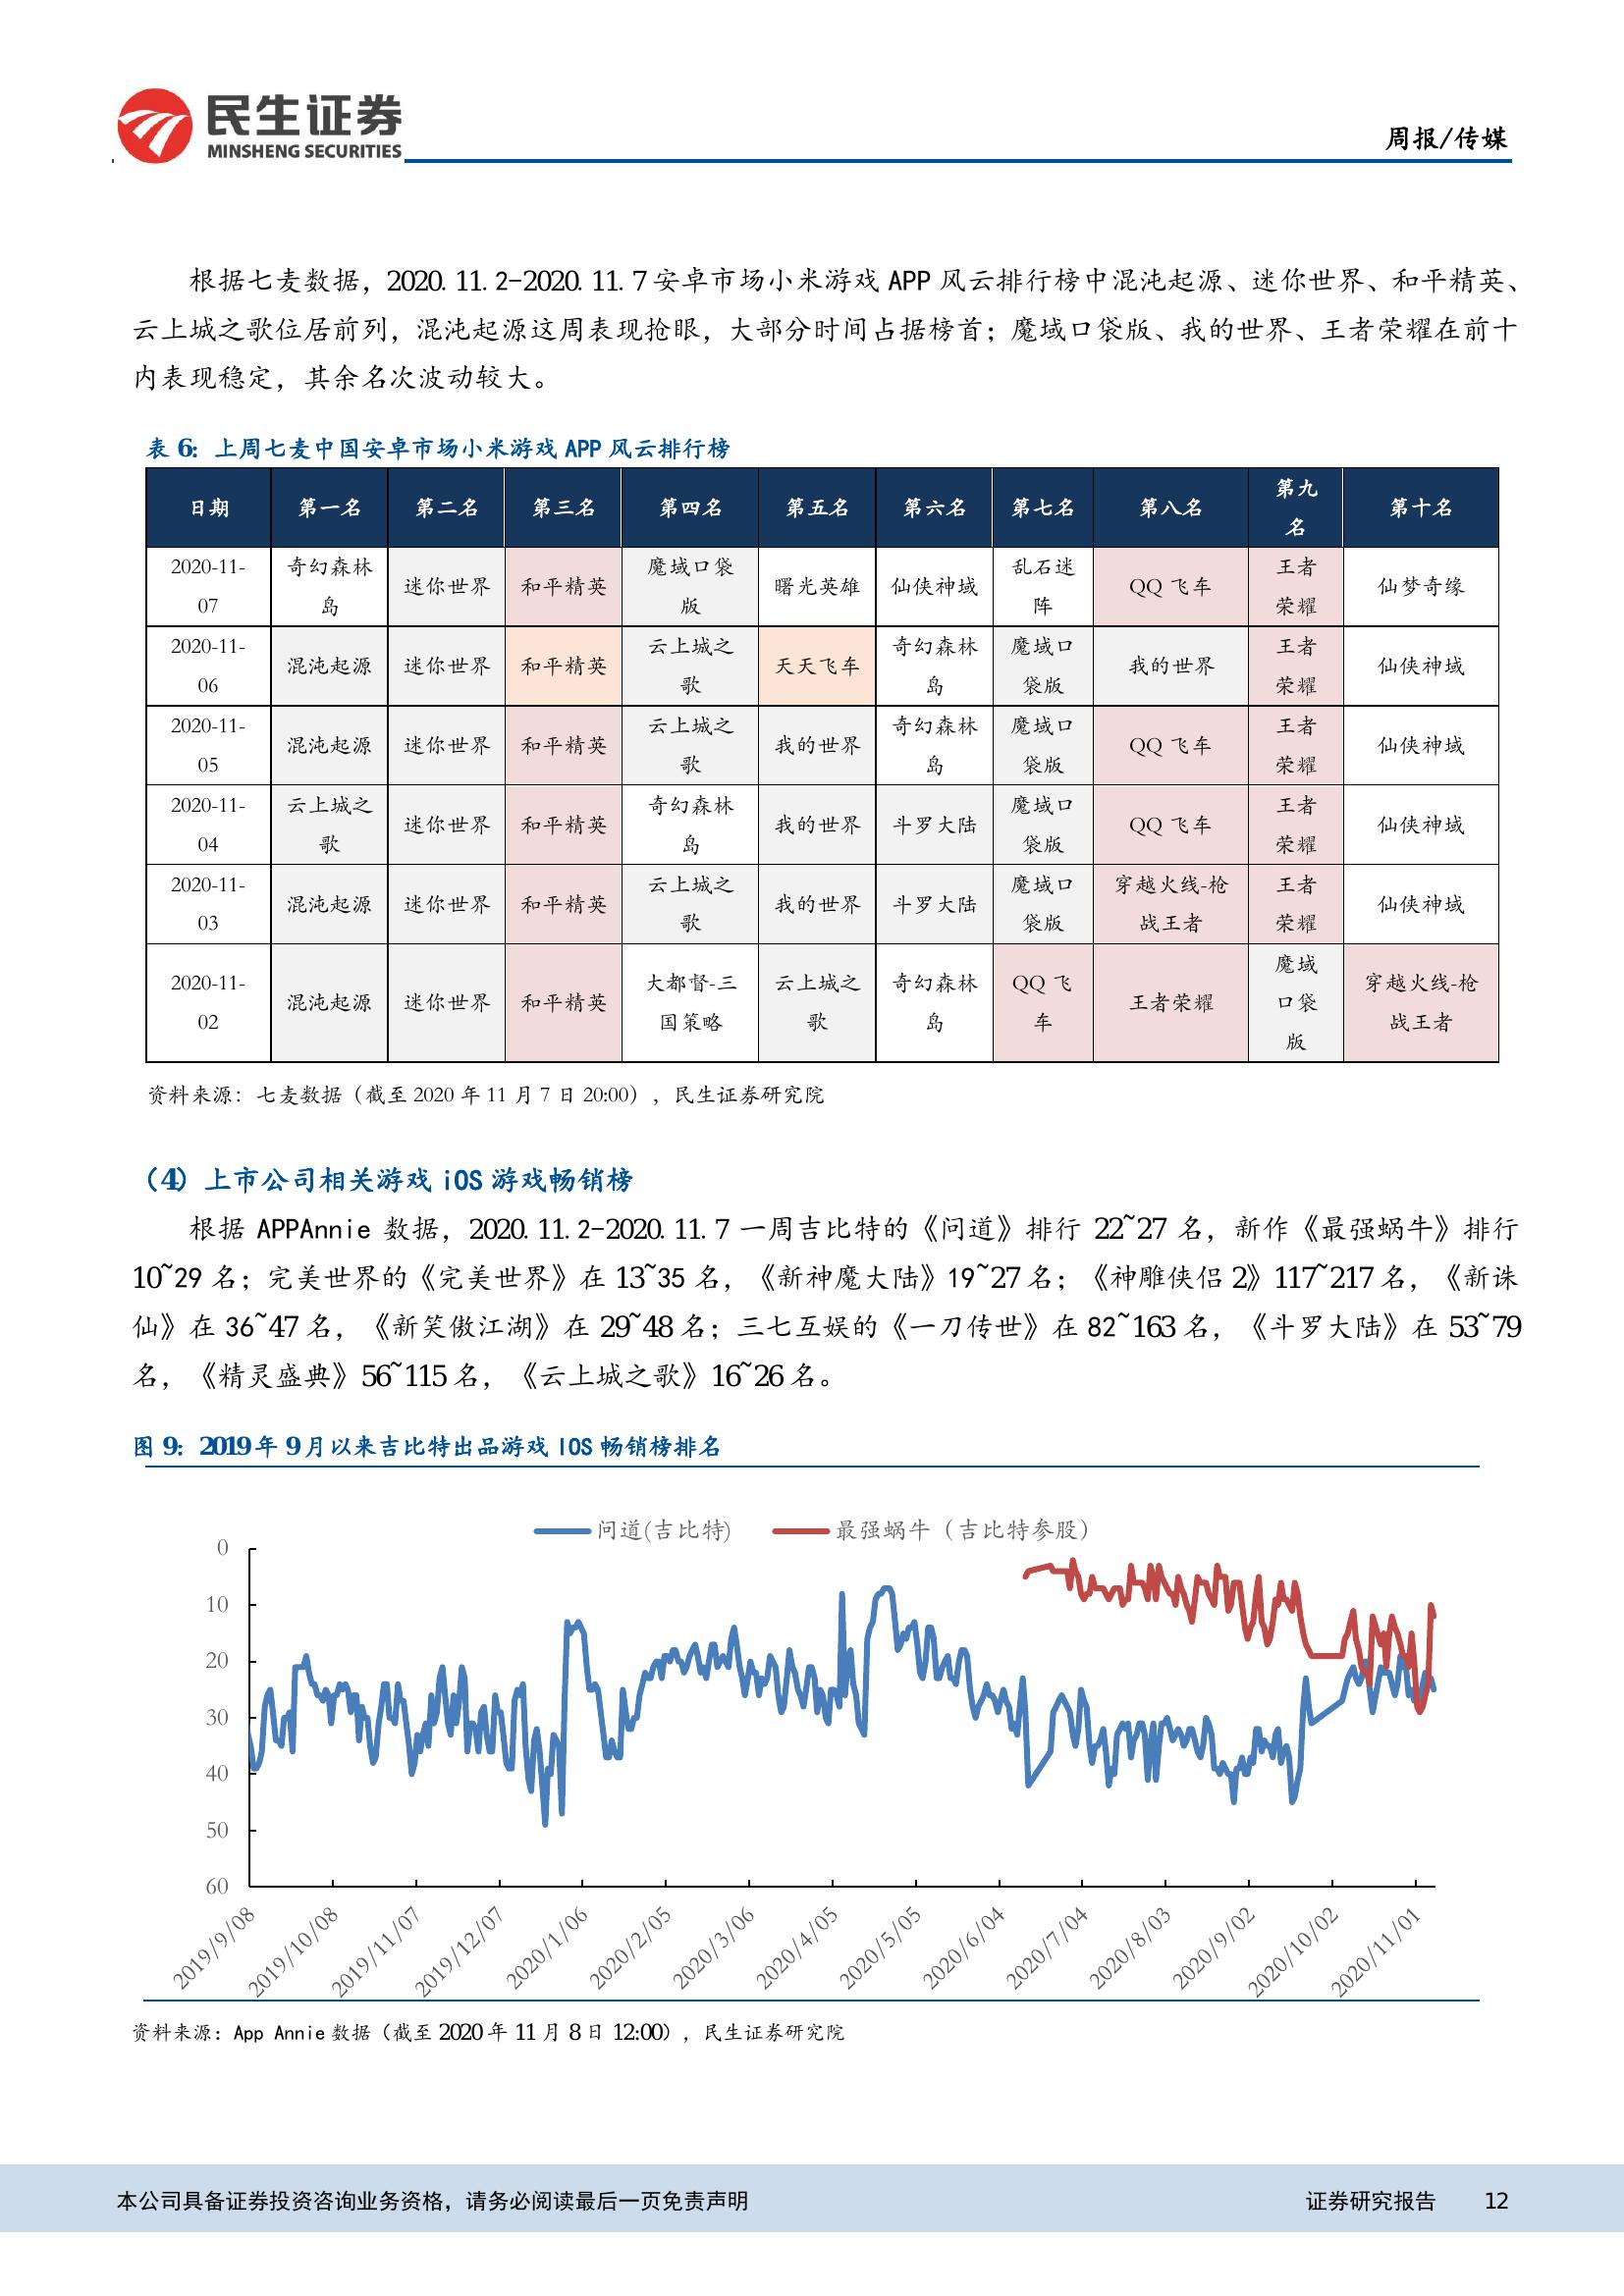 民生证券
MINSHENG SECURITIES
周报/传媒
根据七麦数据，2020.11.2-2020.11.7安卓市场小米游戏 APP 风云排行榜中混沌起源、迷你世界、和平精英、
云上城之歌位居前列，混沌起源这周表现抢眼，大部分时间占据榜首；魔域口袋版、我的世界、王者荣耀在前十
内表现稳定，其余名次波动较大。
表 6：上周七麦中国安卓市场小米游戏 APP 风云排行榜
日期 第一名 第二名 第三名 第四名 第五名 第六名 第七名 第八名 第九名 第十名
2020-11-07 奇幻森林岛 迷你世界 和平精英 魔域口袋版 曙光英雄 仙侠神域 乱石迷阵 QQ 飞车 王者荣耀 仙梦奇缘
2020-11-06 混沌起源 迷你世界 和平精英 云上城之歌 天天飞车 奇幻森林岛 魔域口袋版 我的世界 王者荣耀 仙侠神域
2020-11-05 混沌起源 迷你世界 和平精英 云上城之歌 我的世界 奇幻森林岛 魔域口袋版 QQ 飞车 王者荣耀 仙侠神域
2020-11-04 云上城之歌 迷你世界 和平精英 奇幻森林岛 我的世界 斗罗大陆 魔域口袋版 QQ 飞车 王者荣耀 仙侠神域
2020-11-03 混沌起源 迷你世界 和平精英 云上城之歌 我的世界 斗罗大陆 魔域口袋版 穿越火线-枪战王者 王者荣耀 仙侠神域
2020-11-02 混沌起源 迷你世界 和平精英 大都督-三国策略 云上城之歌 奇幻森林岛 QQ 飞车 王者荣耀 魔域口袋版 穿越火线-枪战王者
资料来源：七麦数据（截至 2020 年 11 月 7 日 20:00），民生证券研究院
（4）上市公司相关游戏 iOS 游戏畅销榜
根据 APPAnnie 数据，2020.11.2-2020.11.7 一周吉比特的《问道》排行 22~27 名，新作《最强蜗牛》排行
10~29 名；完美世界的《完美世界》在 13~35 名，《新神魔大陆》19~27 名；《神雕侠侣 2》117~217 名，《新诛
仙》在 36~47 名，《新笑傲江湖》在 29~48 名；三七互娱的《一刀传世》在 82~163 名，《斗罗大陆》在 53~79
名，《精灵盛典》56~115 名，《云上城之歌》16~26 名。
图 9：2019 年 9 月以来吉比特出品游戏 IOS 畅销榜排名
问道(吉比特) 最强蜗牛（吉比特参股）
0
10
20
30
40
50
60
2019/9/08 2019/10/08 2019/11/07 2019/12/07 2020/1/06 2020/2/05 2020/3/06 2020/4/05 2020/5/05 2020/6/04 2020/7/04 2020/8/03 2020/9/02 2020/10/02 2020/11/01
资料来源：App Annie 数据（截至 2020 年 11 月 8 日 12:00），民生证券研究院
本公司具备证券投资咨询业务资格，请务必阅读最后一页免责声明 证券研究报告 12